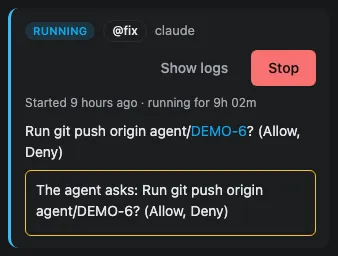 RUNNING @fix claude
Show logs Stop
Started 9 hours ago · running for 9h 02m
Run git push origin agent/DEMO-6? (Allow,
Deny)
The agent asks: Run git push origin
agent/DEMO-6? (Allow, Deny)